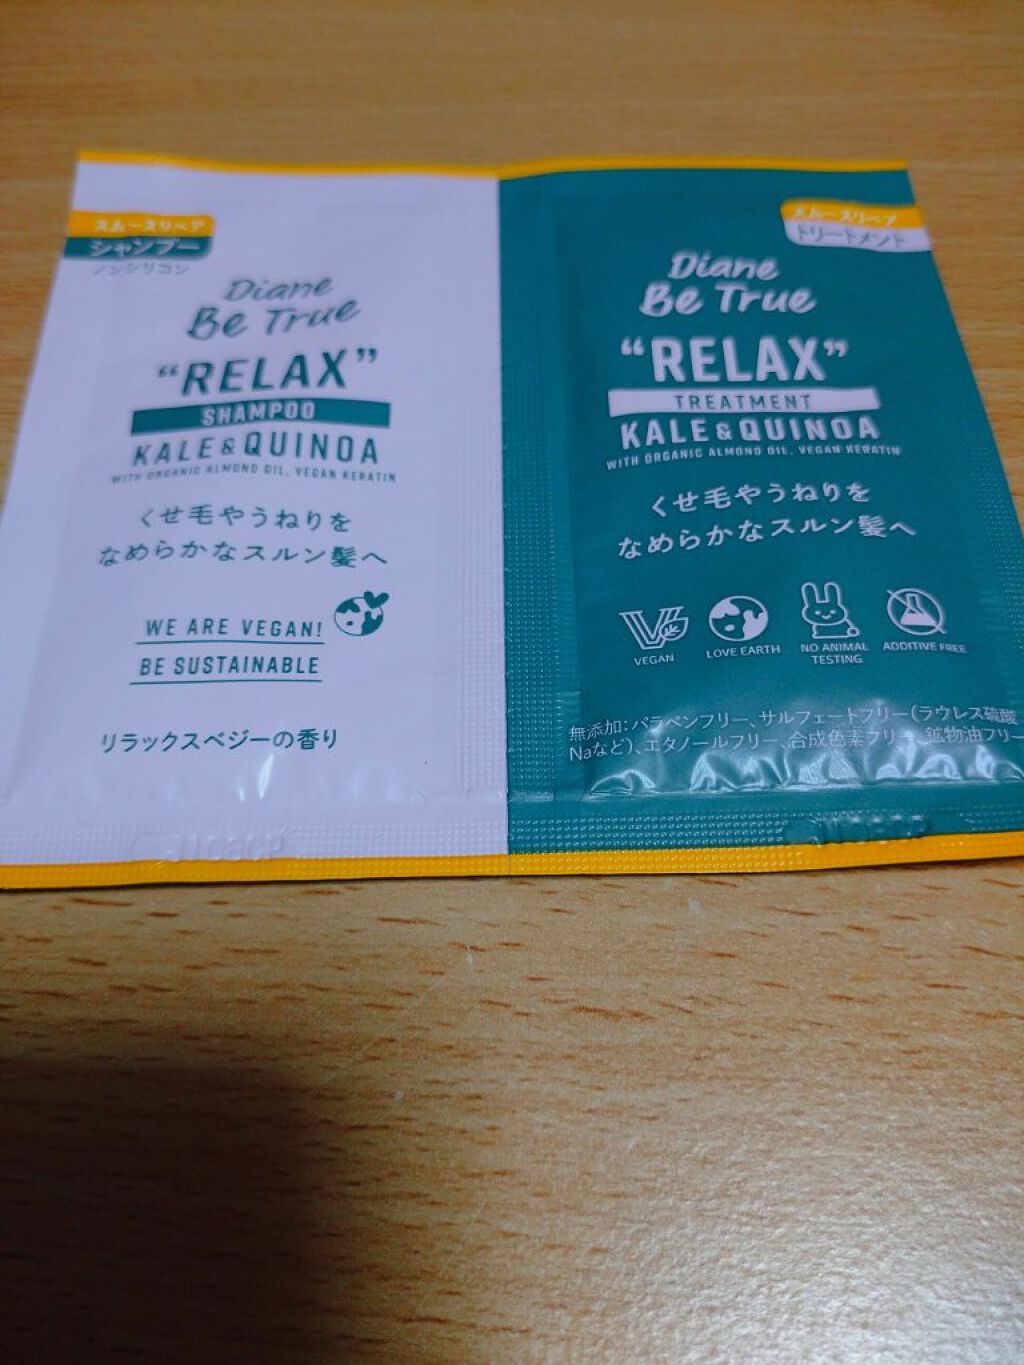 スムースリペア
シャンプー
ノンシリコン
Diane
Be True
"RELAX"
SHAMPOO
KALE & QUINOA
WITH ORGANIC ALMOND OIL, VEGAN KERATIN
くせ毛やうねりを
なめらかなスルン髪へ
WE ARE VEGAN!
BE SUSTAINABLE
リラックスベジーの香り
スムースリペア
トリートメント
Diane
Be True
"RELAX"
TREATMENT
KALE & QUINOA
WITH ORGANIC ALMOND OIL, VEGAN KERATIN
くせ毛やうねりを
なめらかなスルン髪へ
VEGAN
LOVE EARTH
NO ANIMAL
TESTING
ADDITIVE FREE
無添加:パラベンフリー、サルフェートフリー(ラウレス硫酸
Naなど)、エタノールフリー、合成色素フリー、鉱物油フリー